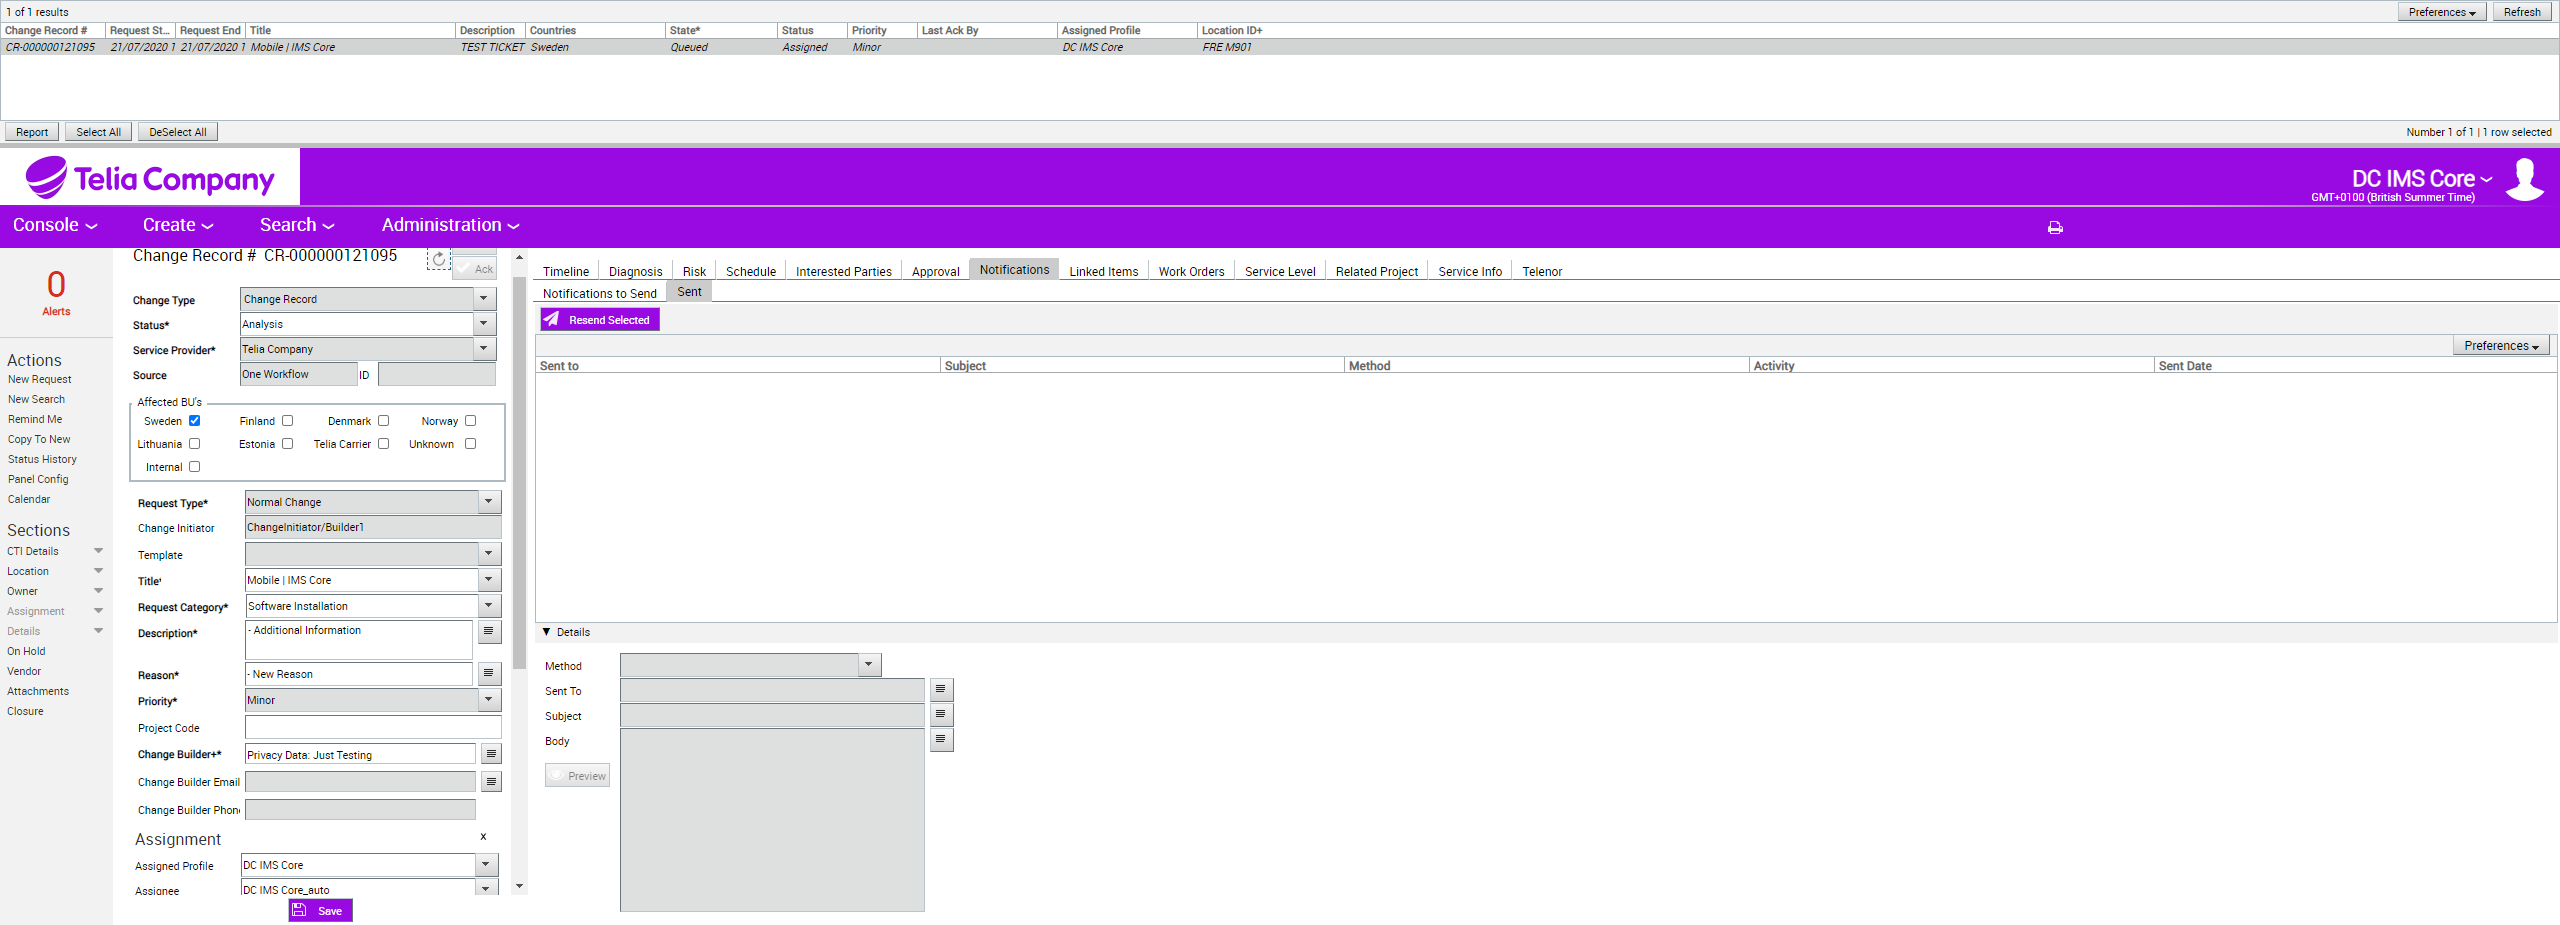 1 of 1 results
Preferences
Refresh
Change Record # Request St... Request End Title Description Countries State* Status Priority Last Ack By Assigned Profile Location ID+
CR-000000121095 21/07/2020 1 21/07/2020 1 Mobile | IMS Core TEST TICKET Sweden Queued Assigned Minor DC IMS Core FRE M901
Report Select All DeSelect All
Number 1 of 1 | 1 row selected
Telia Company
DC IMS Core
GMT+0100 (British Summer Time)
Console Create Search Administration
0
Alerts
Actions
New Request
New Search
Remind Me
Copy To New
Status History
Panel Config
Calendar
Sections
CTI Details
Location
Owner
Assignment
Details
On Hold
Vendor
Attachments
Closure
Change Record # CR-000000121095
Ack
Change Type Change Record
Status* Analysis
Service Provider* Telia Company
Source One Workflow ID
Affected BU's
Sweden Finland Denmark Norway
Lithuania Estonia Telia Carrier Unknown
Internal
Request Type* Normal Change
Change Initiator ChangeInitiator/Builder1
Template
Title* Mobile | IMS Core
Request Category* Software Installation
Description* - Additional Information
Reason* - New Reason
Priority* Minor
Project Code
Change Builder+* Privacy Data: Just Testing
Change Builder Email
Change Builder Phon
Assignment x
Assigned Profile DC IMS Core
Assignee DC IMS Core_auto
Save
Timeline Diagnosis Risk Schedule Interested Parties Approval Notifications Linked Items Work Orders Service Level Related Project Service Info Telenor
Notifications to Send Sent
Resend Selected
Preferences
Sent to Subject Method Activity Sent Date
▼ Details
Method
Sent To
Subject
Body
Preview